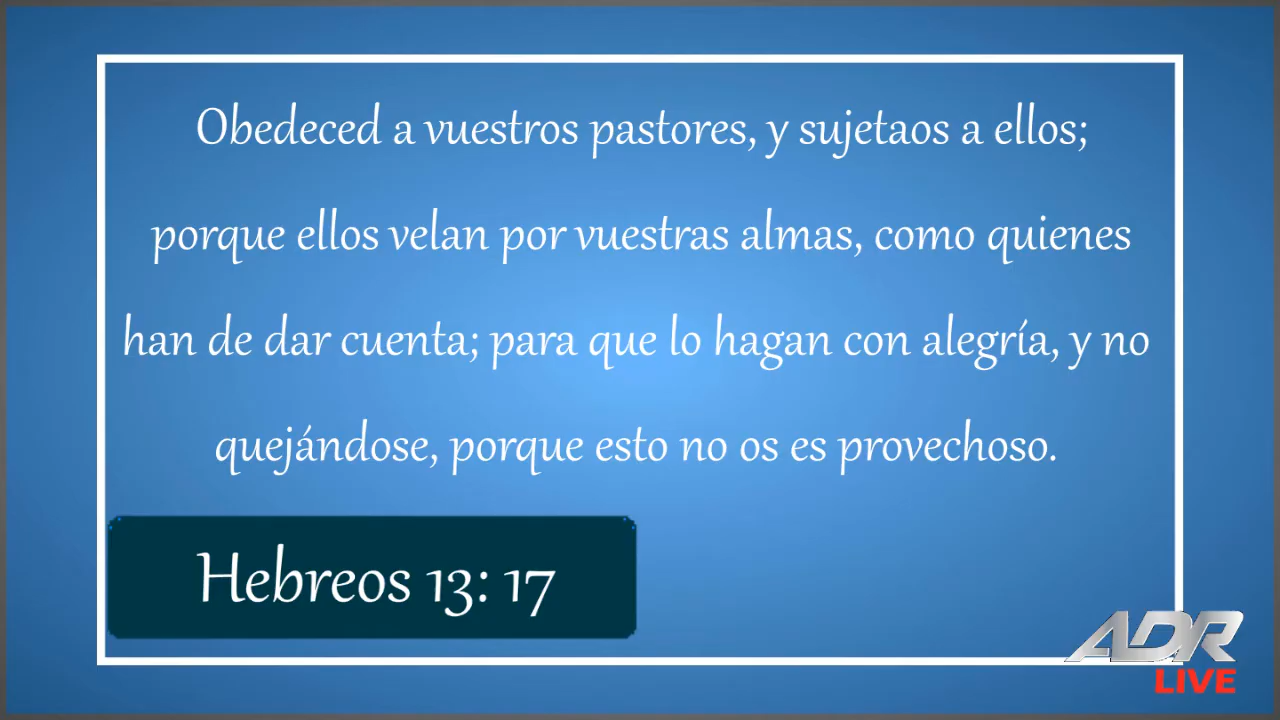 Obedeced a vuestros pastores, y sujetaos a ellos;
porque ellos velan por vuestras almas, como quienes
han de dar cuenta; para que lo hagan con alegría, y no
quejándose, porque esto no os es provechoso.
Hebreos 13: 17
ADR
LIVE